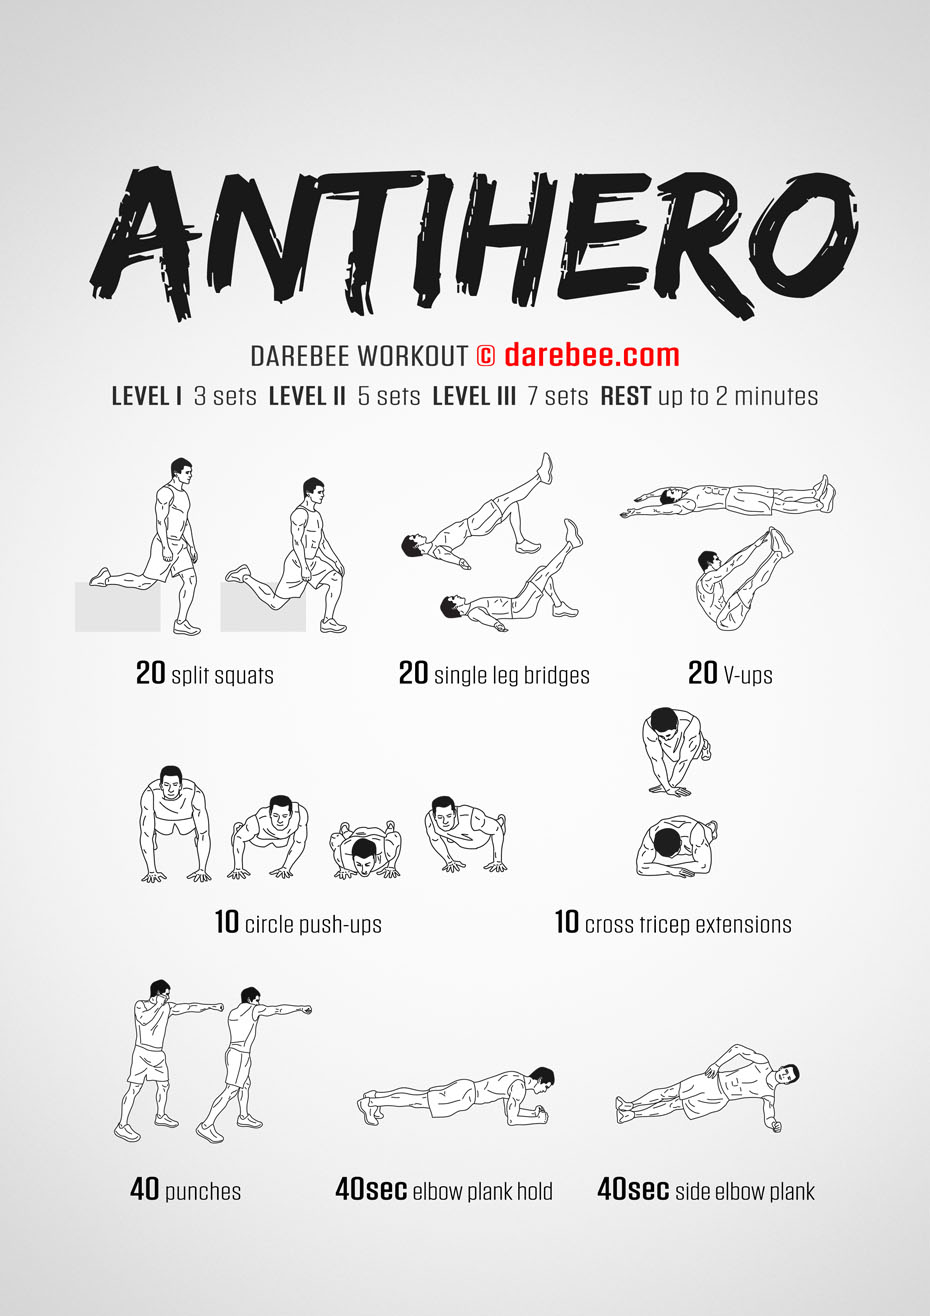 ANTIHERO
DAREBEE WORKOUT © darebee.com
LEVEL I 3 sets LEVEL II 5 sets LEVEL III 7 sets REST up to 2 minutes
20 split squats
20 single leg bridges
20 V-ups
10 circle push-ups
10 cross tricep extensions
40 punches
40sec elbow plank hold
40sec side elbow plank